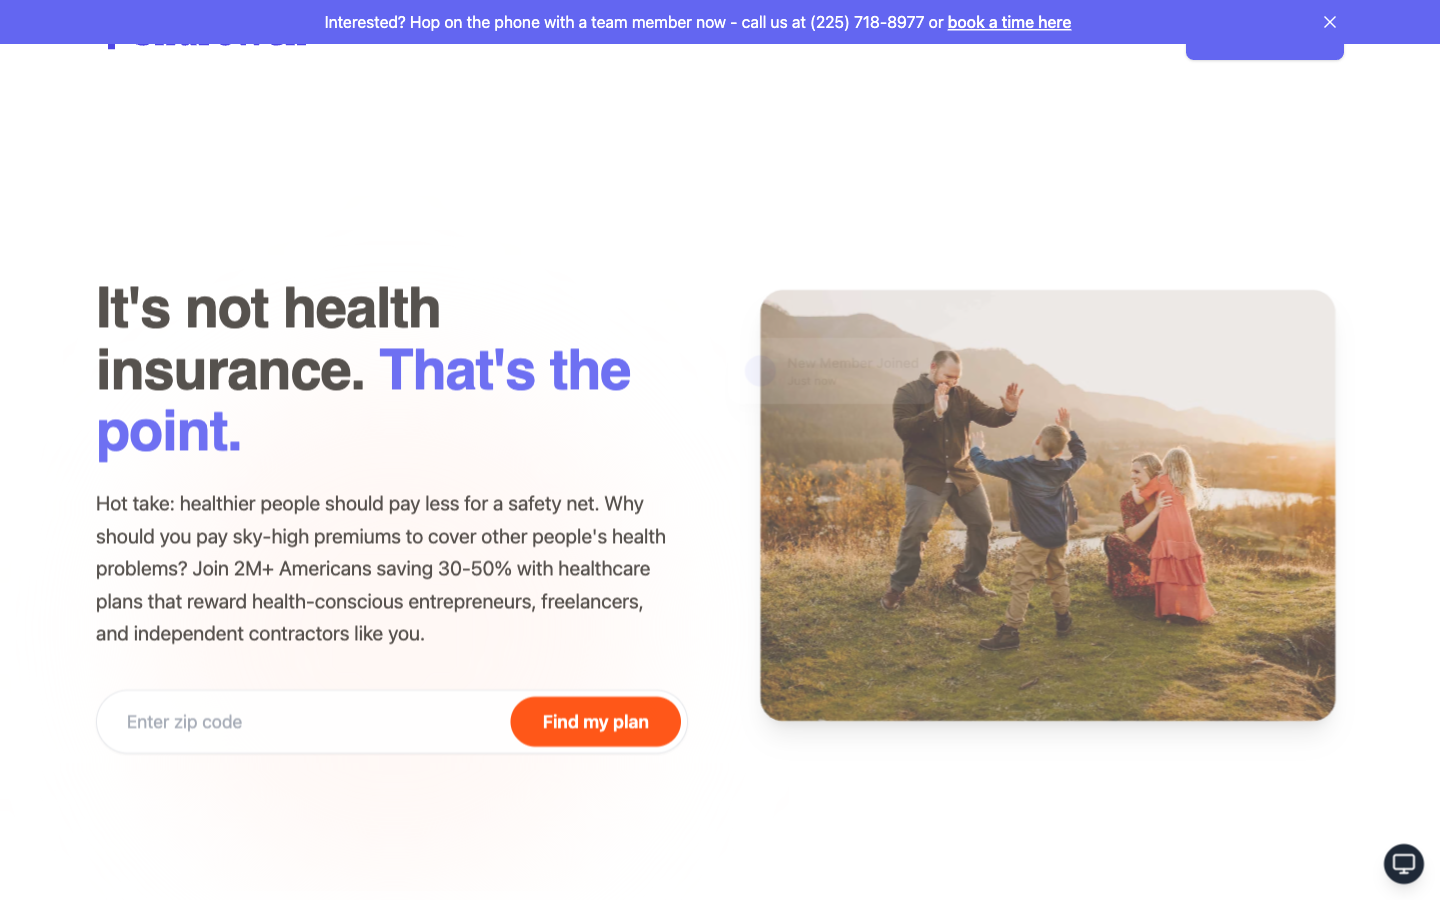 Interested? Hop on the phone with a team member now - call us at (225) 718-8977 or book a time here
It's not health
insurance. That's the
point.
New Member Joined
Just now
Hot take: healthier people should pay less for a safety net. Why
should you pay sky-high premiums to cover other people's health
problems? Join 2M+ Americans saving 30-50% with healthcare
plans that reward health-conscious entrepreneurs, freelancers,
and independent contractors like you.
Enter zip code
Find my plan